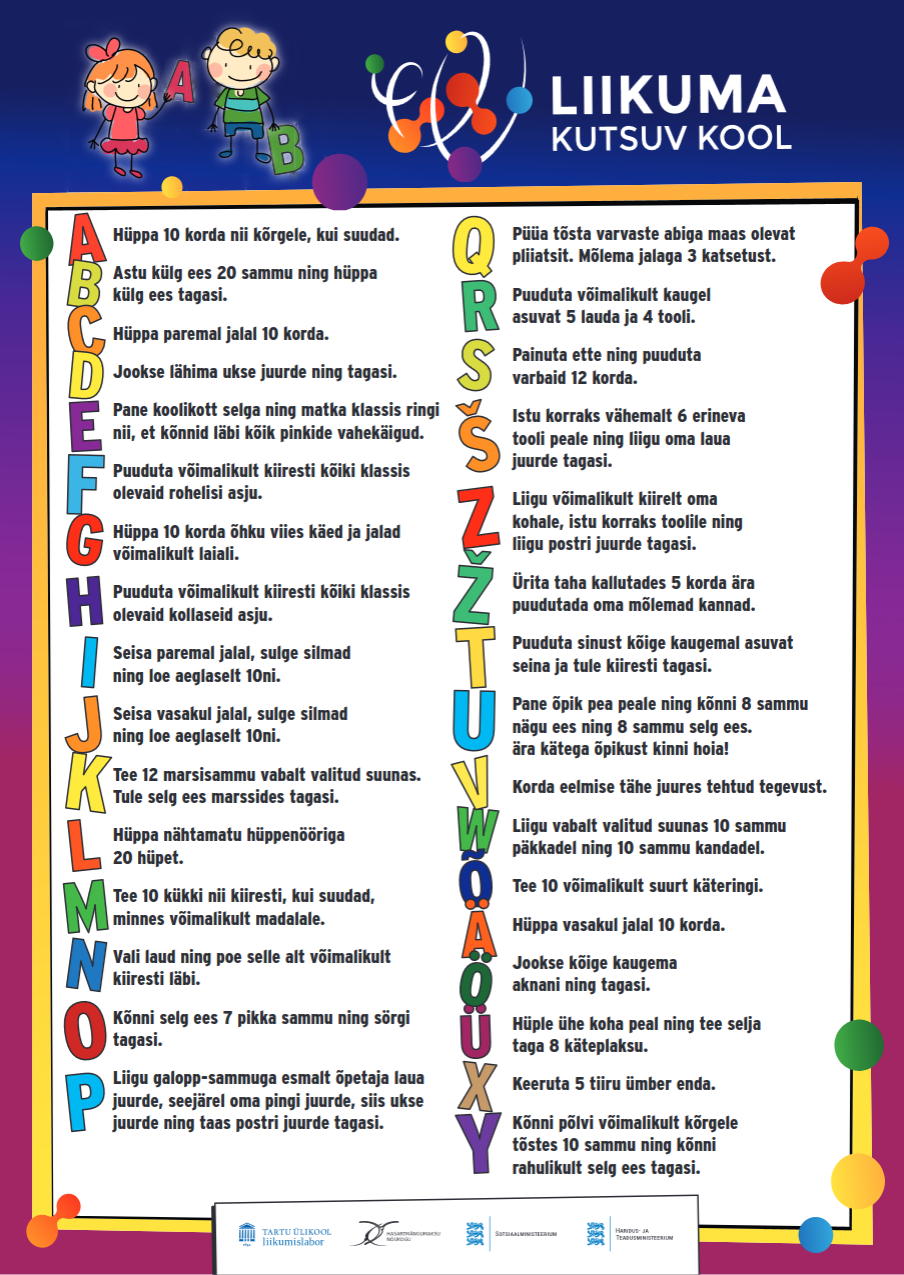 A
B
LIIKUMA
KUTSUV KOOL
A
Hüppa 10 korda nii kõrgele, kui suudad.
B
Astu külg ees 20 sammu ning hüppa
külg ees tagasi.
C
Hüppa paremal jalal 10 korda.
D
Jookse lähima ukse juurde ning tagasi.
E
Pane koolikott selga ning matka klassis ringi
nii, et kõnnid läbi kõik pinkide vahekäigud.
F
Puuduta võimalikult kiiresti kõiki klassis
olevaid rohelisi asju.
G
Hüppa 10 korda õhku viies käed ja jalad
võimalikult laiali.
H
Puuduta võimalikult kiiresti kõiki klassis
olevaid kollaseid asju.
I
Seisa paremal jalal, sulge silmad
ning loe aeglaselt 10ni.
J
Seisa vasakul jalal, sulge silmad
ning loe aeglaselt 10ni.
K
Tee 12 marsisammu vabalt valitud suunas.
Tule selg ees marssides tagasi.
L
Hüppa nähtamatu hüppenööriga
20 hüpet.
M
Tee 10 kükki nii kiiresti, kui suudad,
minnes võimalikult madalale.
N
Vali laud ning poe selle alt võimalikult
kiiresti läbi.
O
Kõnni selg ees 7 pikka sammu ning sörgi
tagasi.
P
Liigu galopp-sammuga esmalt õpetaja laua
juurde, seejärel oma pingi juurde, siis ukse
juurde ning taas postri juurde tagasi.
Q
Püüa tõsta varvaste abiga maas olevat
pliiatsit. Mõlema jalaga 3 katsetust.
R
Puuduta võimalikult kaugel
asuvat 5 lauda ja 4 tooli.
S
Painuta ette ning puuduta
varbaid 12 korda.
Š
Istu korraks vähemalt 6 erineva
tooli peale ning liigu oma laua
juurde tagasi.
Z
Liigu võimalikult kiirelt oma
kohale, istu korraks toolile ning
liigu postri juurde tagasi.
Ž
Ürita taha kallutades 5 korda ära
puudutada oma mõlemad kannad.
T
Puuduta sinust kõige kaugemal asuvat
seina ja tule kiiresti tagasi.
U
Pane õpik pea peale ning kõnni 8 sammu
nägu ees ning 8 sammu selg ees.
ära kätega õpikust kinni hoia!
V
Korda eelmise tähe juures tehtud tegevust.
W
Liigu vabalt valitud suunas 10 sammu
päkkadel ning 10 sammu kandadel.
Õ
Tee 10 võimalikult suurt käteringi.
Ä
Hüppa vasakul jalal 10 korda.
Ö
Jookse kõige kaugema
aknani ning tagasi.
Ü
Hüple ühe koha peal ning tee selja
taga 8 käteplaksu.
X
Keeruta 5 tiiru ümber enda.
Y
Kõnni põlvi võimalikult kõrgele
tõstes 10 sammu ning kõnni
rahulikult selg ees tagasi.
TARTU ÜLIKOOL
liikumislabor
HASARTMÄNGUMAKSU
NÕUKOGU
SOTSIAALMINISTEERIUM
HARIDUS- JA
TEADUSMINISTEERIUM